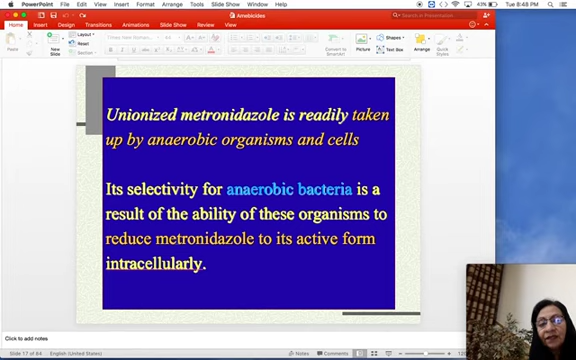 PowerPoint File Edit View Insert Format Arrange Tools Slide Show Window Help 43% Tue 8:48 PM
Amebicides
Search in Presentation
Home Insert Design Transitions Animations Slide Show Review View
Paste
New Slide
Layout
Reset
Section
Convert to SmartArt
Picture
Shapes
Text Box
Arrange
Unionized metronidazole is readily taken
up by anaerobic organisms and cells
Its selectivity for anaerobic bacteria is a
result of the ability of these organisms to
reduce metronidazole to its active form
intracellularly.
Click to add notes
Slide 17 of 84 English (United States) Notes Comments